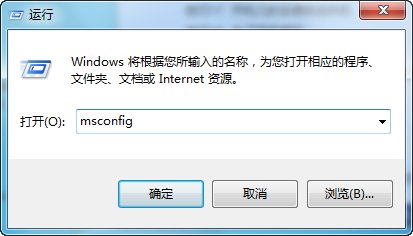 运行
Windows 将根据您所输入的名称，为您打开相应的程序、
文件夹、文档或 Internet 资源。
打开(O): msconfig
确定 取消 浏览(B)...